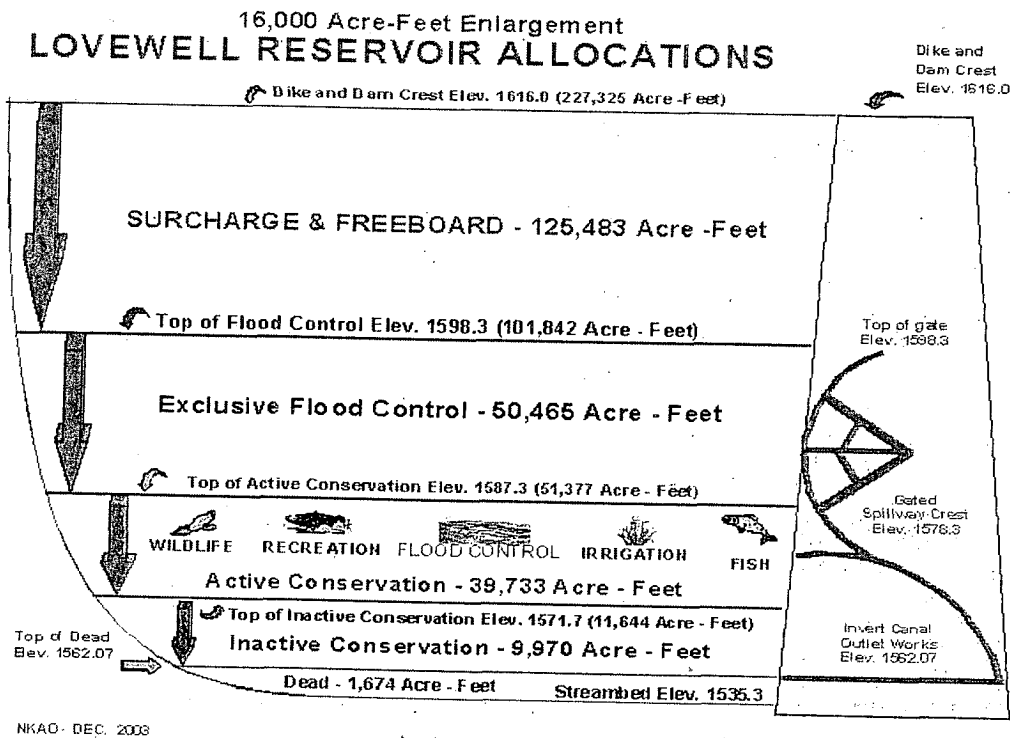 16,000 Acre-Feet Enlargement
LOVEWELL RESERVOIR ALLOCATIONS
Dike and
Dam Crest
Elev. 1616.0
Dike and Dam Crest Elev. 1616.0 (227,325 Acre-Feet)
SURCHARGE & FREEBOARD - 125,483 Acre-Feet
Top of Flood Control Elev. 1598.3 (101,842 Acre - Feet)
Top of gate
Elev. 1598.3
Exclusive Flood Control - 50,465 Acre - Feet
Top of Active Conservation Elev. 1587.3 (51,377 Acre - Feet)
Gated
Spillway Crest
Elev. 1578.3
WILDLIFE RECREATION FLOOD CONTROL IRRIGATION FISH
Active Conservation - 39,733 Acre - Feet
Top of Inactive Conservation Elev. 1571.7 (11,644 Acre - Feet)
Inactive Conservation - 9,970 Acre - Feet
Top of Dead
Elev. 1562.07
Invert Canal
Outlet Works
Elev. 1562.07
Dead - 1,674 Acre - Feet Streambed Elev. 1535.3
NKAO - DEC. 2003